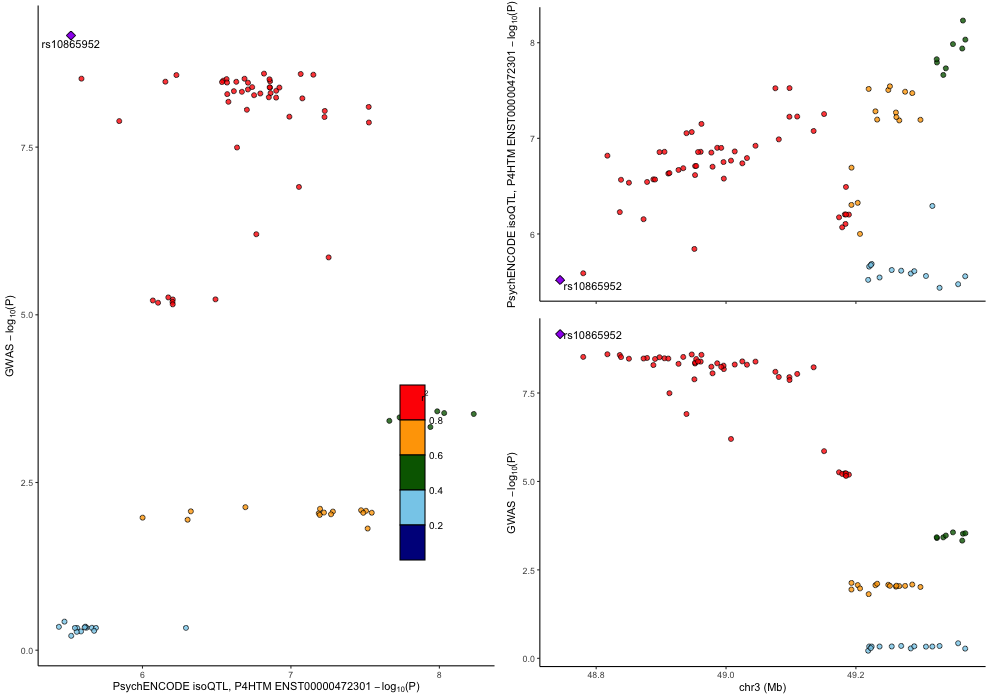 rs10865952
7.5
5.0
2.5
0.0
GWAS −log10(P)
6
7
8
PsychENCODE isoQTL, P4HTM ENST00000472301 −log10(P)
r2
0.8
0.6
0.4
0.2
8
7
6
PsychENCODE isoQTL, P4HTM ENST00000472301 −log10(P)
rs10865952
rs10865952
7.5
5.0
2.5
0.0
GWAS −log10(P)
48.8
49.0
49.2
chr3 (Mb)